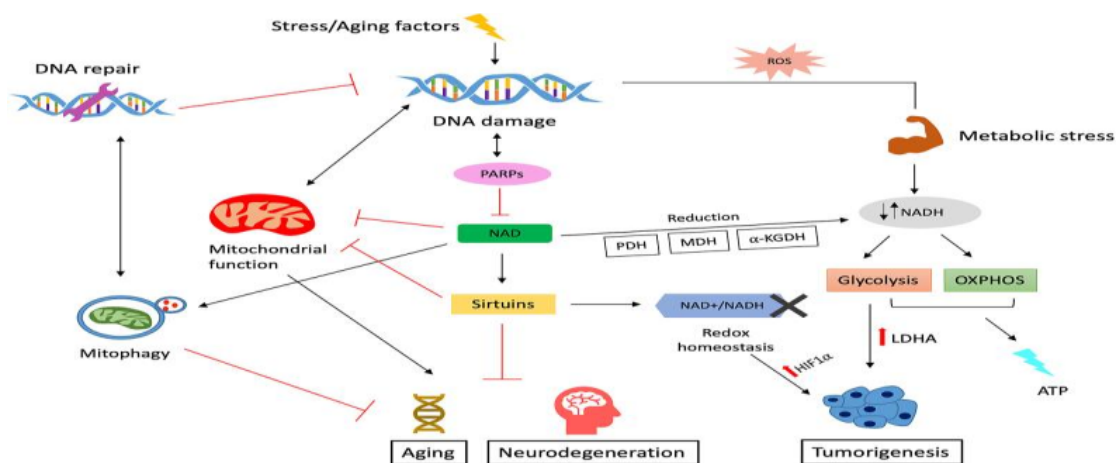 Stress/Aging factors
ROS
DNA repair
DNA damage
Metabolic stress
PARPs
NADH
Reduction
NAD
PDH
MDH
α-KGDH
Mitochondrial
function
Glycolysis
OXPHOS
Sirtuins
NAD+/NADH
Redox
homeostasis
LDHA
HIF1α
Mitophagy
ATP
Aging
Neurodegeneration
Tumorigenesis